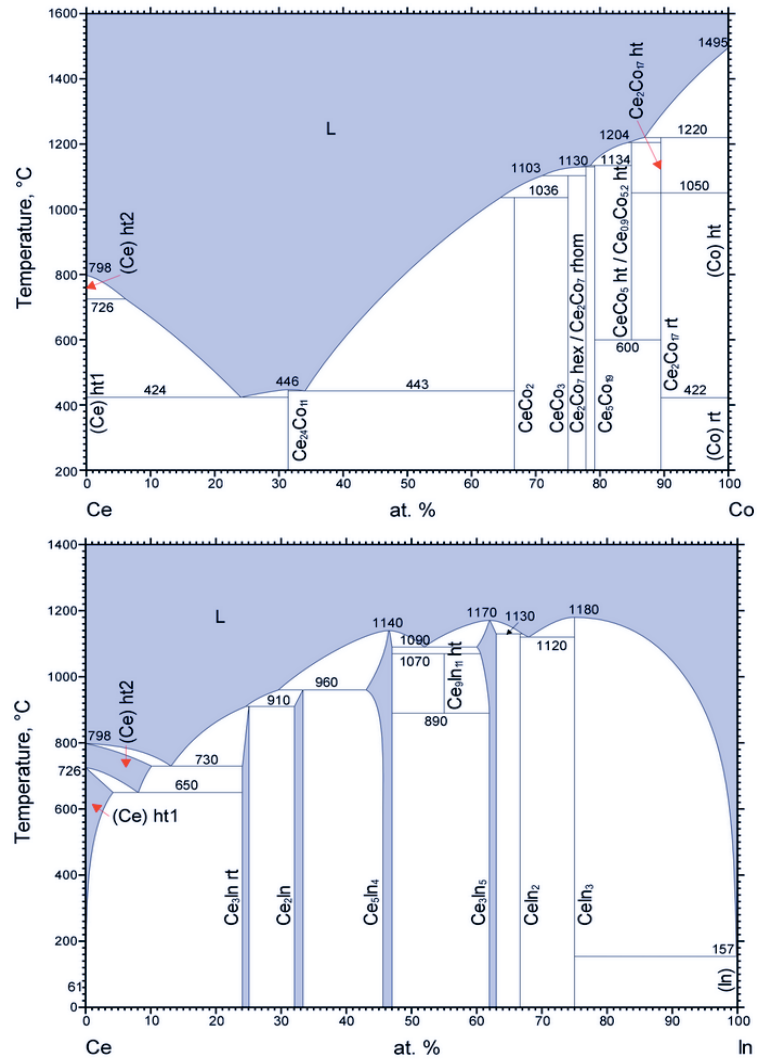 1600
1400
1200
1000
800
600
400
200
Temperature, °C
L
1495
Ce₂Co₁₇ ht
1204
1220
1130
1134
1103
1036
1050
(Ce) ht2
798
726
424
446
443
600
422
(Ce) ht1
Ce₂₄Co₁₁
CeCo₂
CeCo₃
Ce₂Co₇ hex / Ce₂Co₇ rhom
Ce₅Co₁₉
CeCo₅ ht / Ce₀.₉Co₅.₂ ht
Ce₂Co₁₇ rt
(Co) ht
(Co) rt
0 10 20 30 40 50 60 70 80 90 100
Ce at. % Co
1400
1200
1000
800
600
400
200
0
Temperature, °C
L
1140
1170
1130
1180
1090
1070
1120
Ce₉In₁₁ ht
960
910
890
(Ce) ht2
798
726
730
650
(Ce) ht1
Ce₃In rt
Ce₂In
Ce₅In₄
Ce₃In₅
CeIn₂
CeIn₃
157
(In)
61
0 10 20 30 40 50 60 70 80 90 100
Ce at. % In